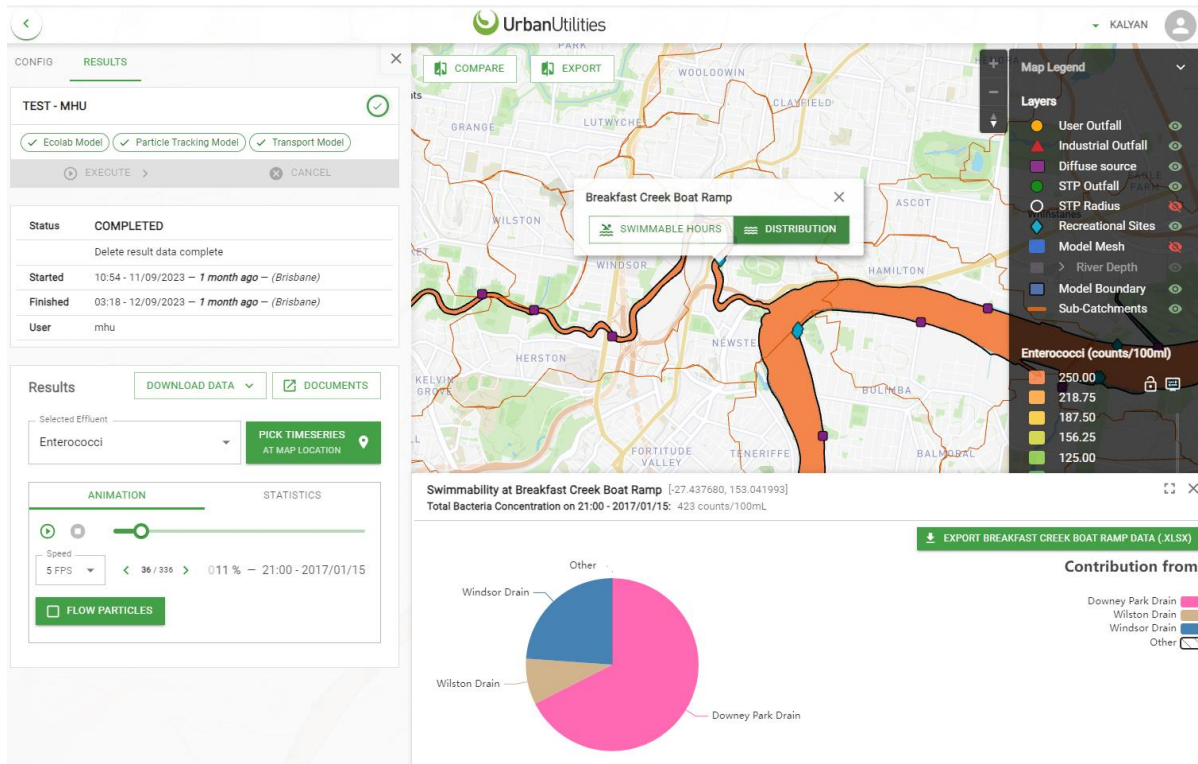 UrbanUtilities
KALYAN
CONFIG
RESULTS
TEST - MHU
Ecolab Model
Particle Tracking Model
Transport Model
EXECUTE
CANCEL
Status COMPLETED
Delete result data complete
Started 10:54 - 11/09/2023 – 1 month ago – (Brisbane)
Finished 03:18 - 12/09/2023 – 1 month ago – (Brisbane)
User mhu
Results
DOWNLOAD DATA
DOCUMENTS
Selected Effluent
Enterococci
PICK TIMESERIES
AT MAP LOCATION
ANIMATION
STATISTICS
Speed
5 FPS
36 / 336
011 % – 21:00 - 2017/01/15
FLOW PARTICLES
COMPARE
EXPORT
PARK
WOOLOOWIN
CLAYFIELD
GRANGE
LUTWYCHE
Breakfast Creek Boat Ramp
SWIMMABLE HOURS
DISTRIBUTION
WILSTON
ASCOT
WINDSOR
HAMILTON
NEWSTE
HERSTON
KELVIN
GROVE
BULIMBA
FORTITUDE
VALLEY
TENERIFFE
BALMORAL
Map Legend
Layers
User Outfall
Industrial Outfall
Diffuse source
STP Outfall
EAGLE
FARM
STP Radius
Whinstanes
Recreational Sites
Model Mesh
River Depth
Model Boundary
Sub-Catchments
Enterococci (counts/100ml)
250.00
218.75
187.50
156.25
125.00
Swimmability at Breakfast Creek Boat Ramp [-27.437680, 153.041993]
Total Bacteria Concentration on 21:00 - 2017/01/15: 423 counts/100mL
EXPORT BREAKFAST CREEK BOAT RAMP DATA (.XLSX)
Other
Windsor Drain
Wilston Drain
Downey Park Drain
Contribution from
Downey Park Drain
Wilston Drain
Windsor Drain
Other